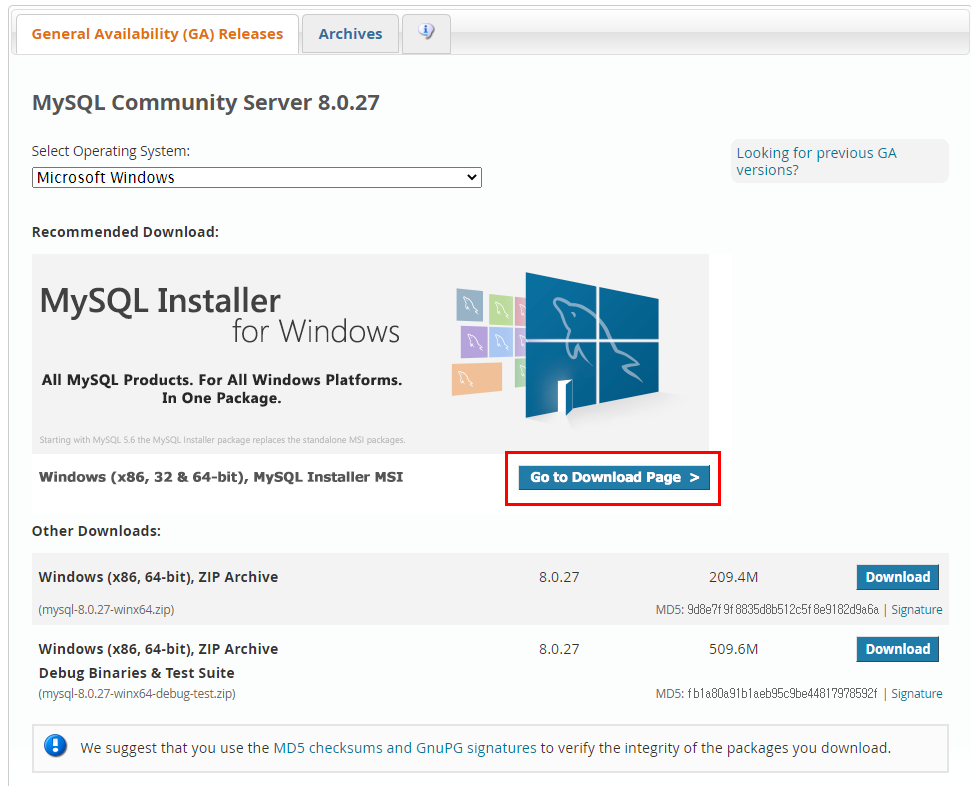 General Availability (GA) Releases
Archives
MySQL Community Server 8.0.27
Select Operating System:
Looking for previous GA
versions?
Microsoft Windows
Recommended Download:
MySQL Installer
for Windows
All MySQL Products. For All Windows Platforms.
In One Package.
Starting with MySQL 5.6 the MySQL Installer package replaces the standalone MSI packages.
Windows (x86, 32 & 64-bit), MySQL Installer MSI
Go to Download Page >
Other Downloads:
Windows (x86, 64-bit), ZIP Archive 8.0.27 209.4M Download
(mysql-8.0.27-winx64.zip) MD5: 9d8e7f9f8835d8b512c5f8e9182d9a6a | Signature
Windows (x86, 64-bit), ZIP Archive 8.0.27 509.6M Download
Debug Binaries & Test Suite
(mysql-8.0.27-winx64-debug-test.zip) MD5: fb1a80a91b1aeb95c9be44817978592f | Signature
We suggest that you use the MD5 checksums and GnuPG signatures to verify the integrity of the packages you download.